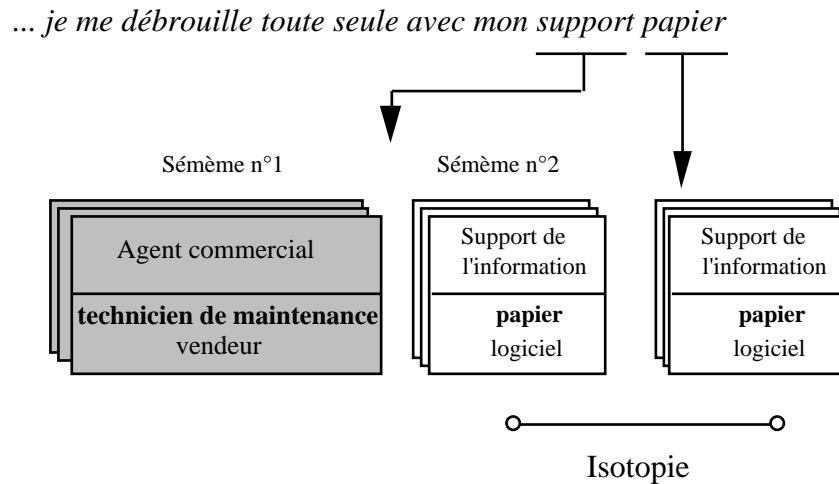 ... je me débrouille toute seule avec mon support papier
Sémème n°1
Sémème n°2
Agent commercial
technicien de maintenance
vendeur
Support de
l'information
papier
logiciel
Support de
l'information
papier
logiciel
Isotopie